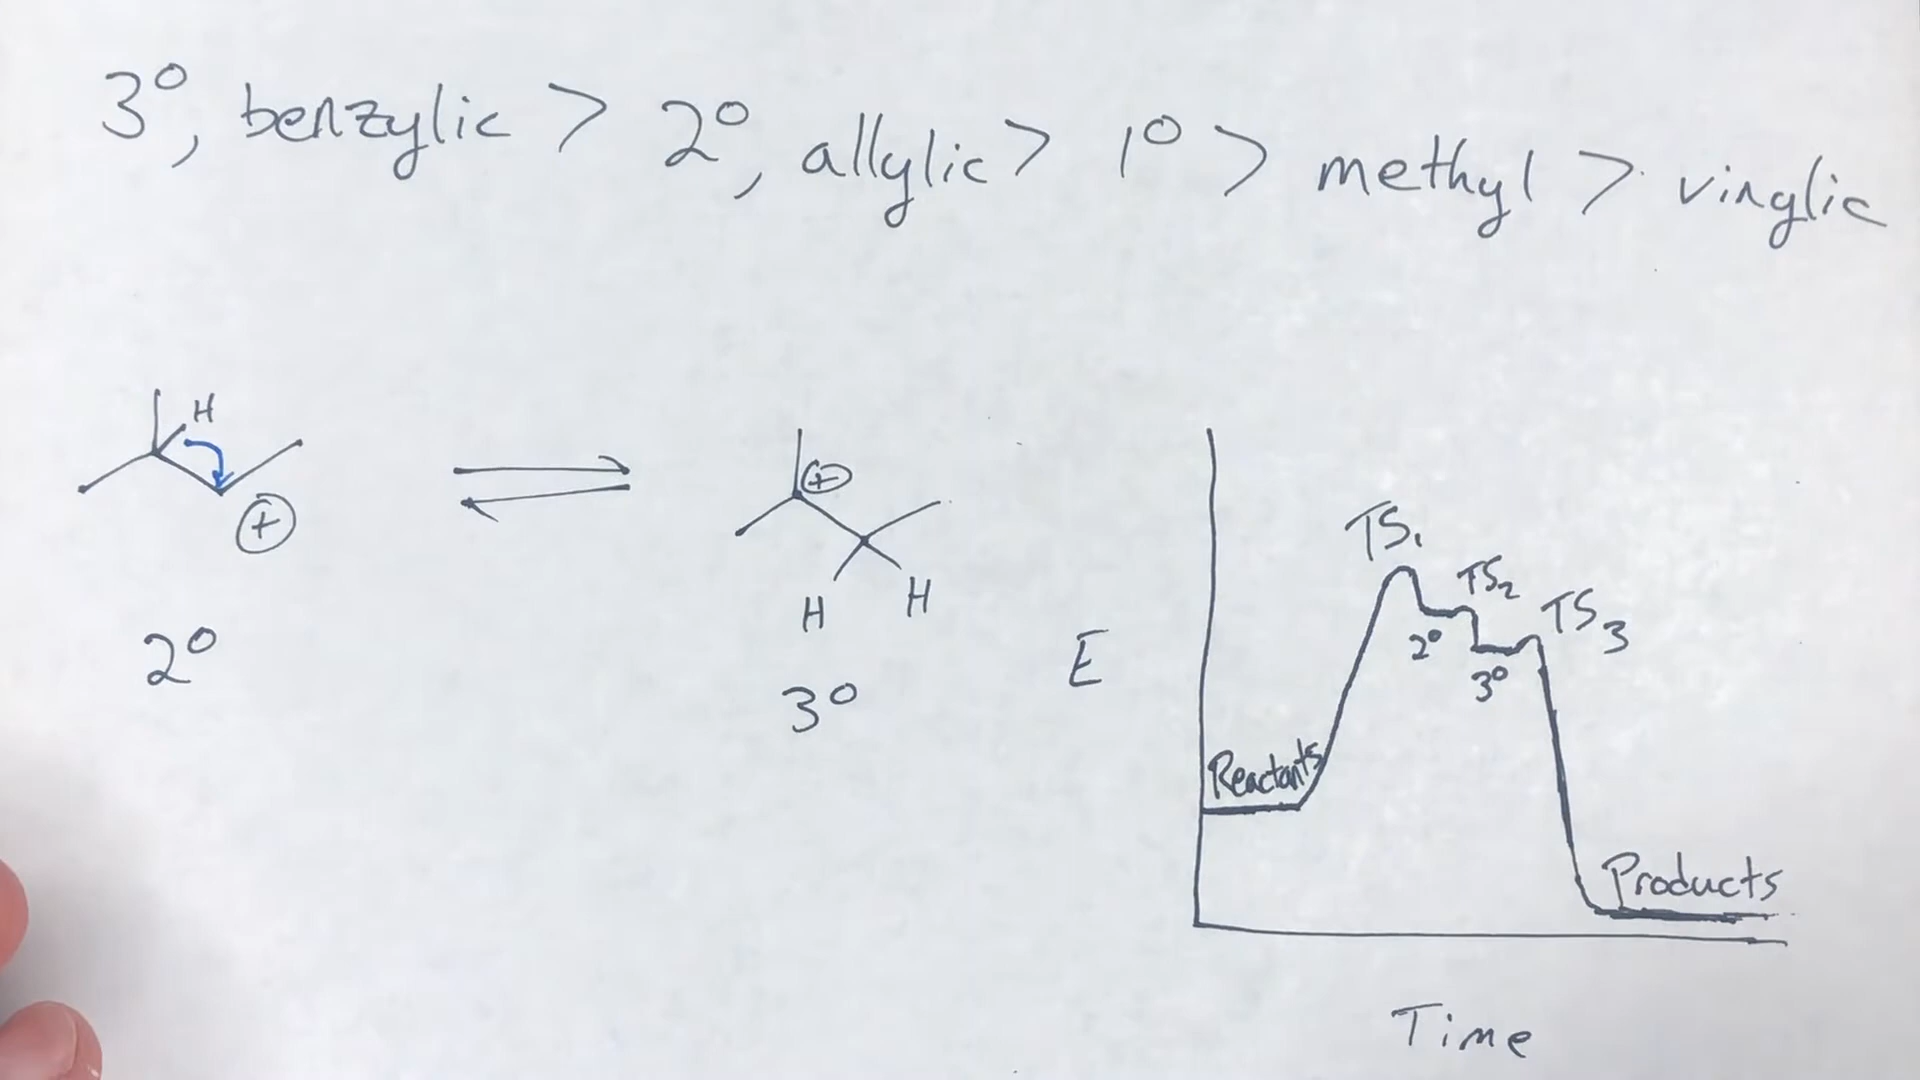 3°, benzylic > 2°, allylic > 1° > methyl > vinylic
H
+
2°
+
H H
3°
E
TS1
TS2
TS3
2°
3°
Reactants
Products
Time